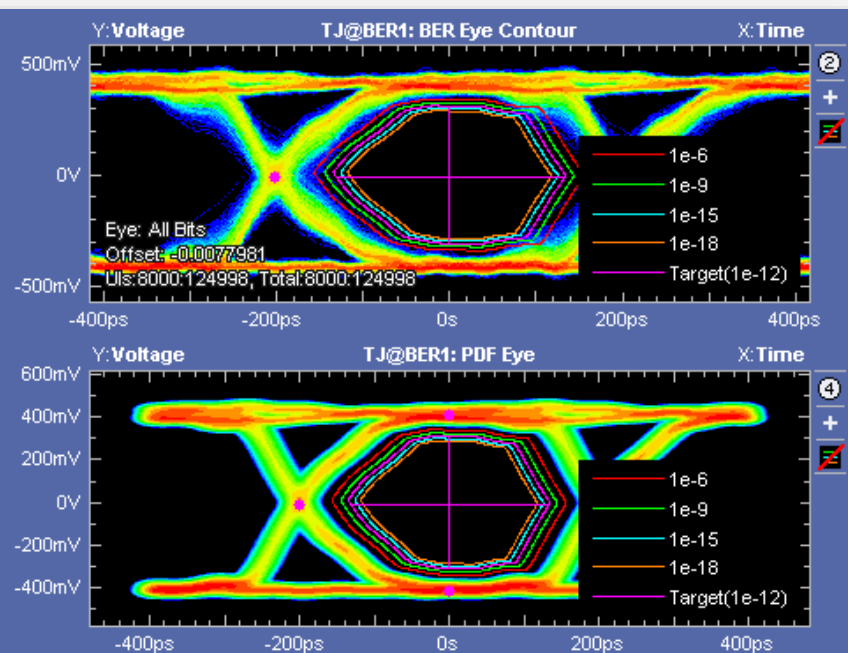 Y:Voltage TJ@BER1: BER Eye Contour X:Time
500mV
0V
-500mV
2
+
1e-6
1e-9
1e-15
1e-18
Target(1e-12)
Eye: All Bits
Offset: -0.0077981
UIs:8000:124998, Total:8000:124998
-400ps -200ps 0s 200ps 400ps
Y:Voltage TJ@BER1: PDF Eye X:Time
600mV
400mV
200mV
0V
-200mV
-400mV
4
+
1e-6
1e-9
1e-15
1e-18
Target(1e-12)
-400ps -200ps 0s 200ps 400ps